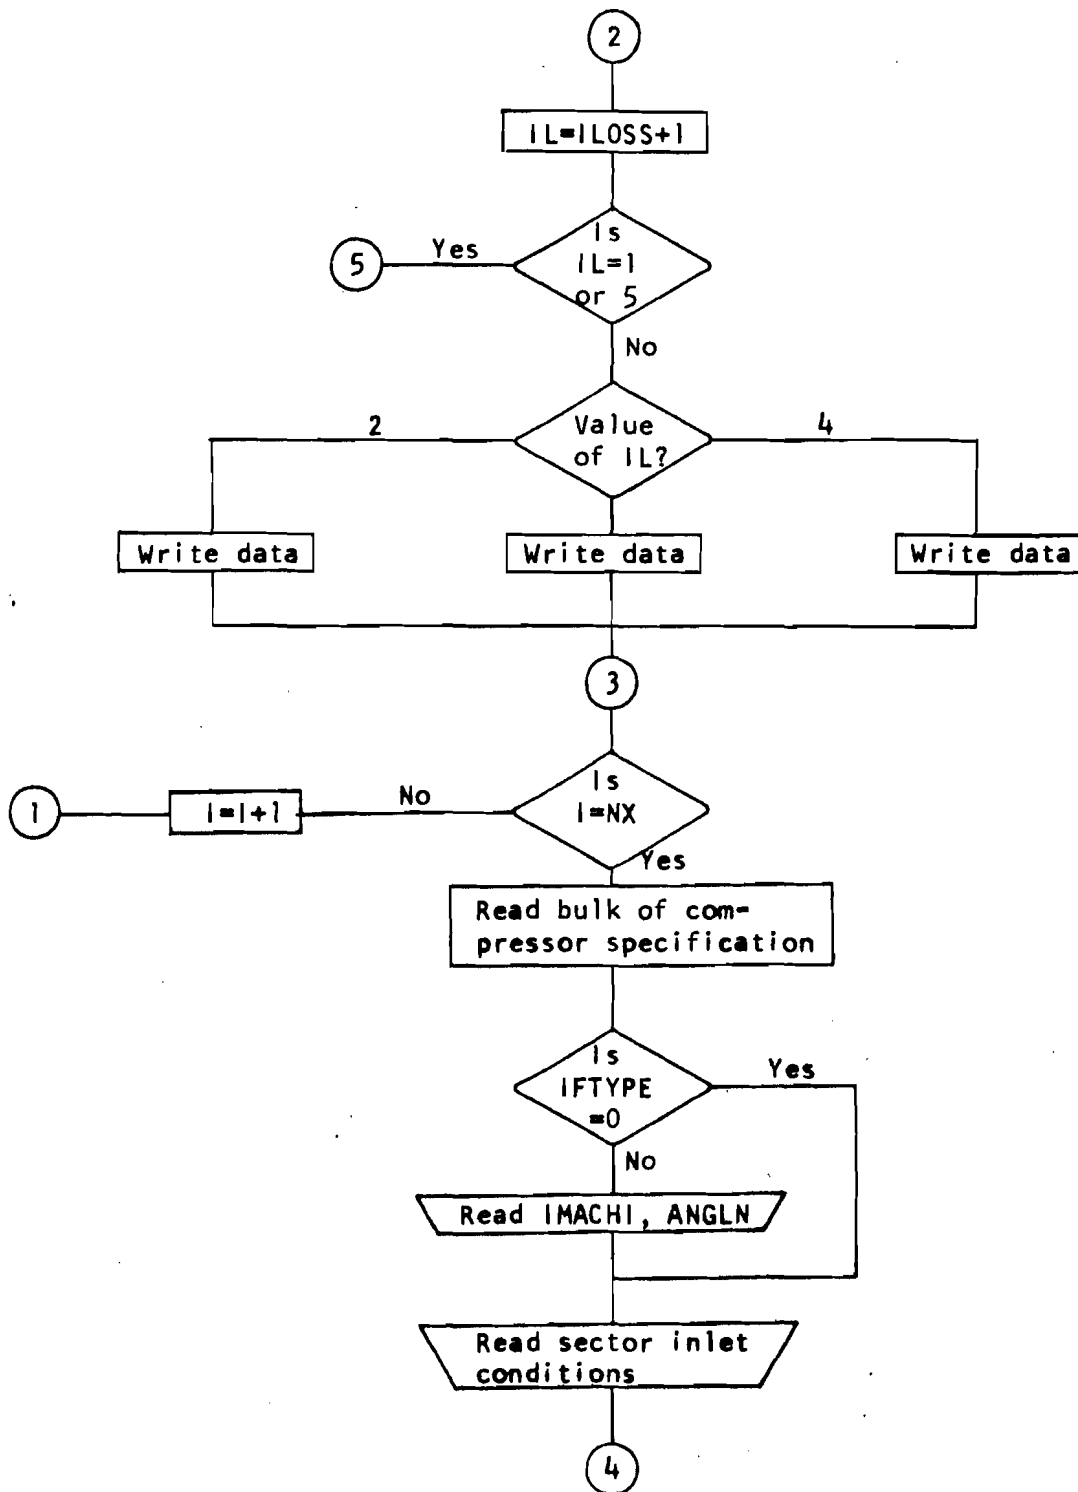 2
IL=ILOSS+1
Is
IL=1
or 5
Yes
5
No
Value
of IL?
2
4
Write data
Write data
Write data
3
Is
I=NX
No
I=I+1
1
Yes
Read bulk of com-
pressor specification
Is
IFTYPE
=0
Yes
No
Read IMACHI, ANGLN
Read sector inlet
conditions
4